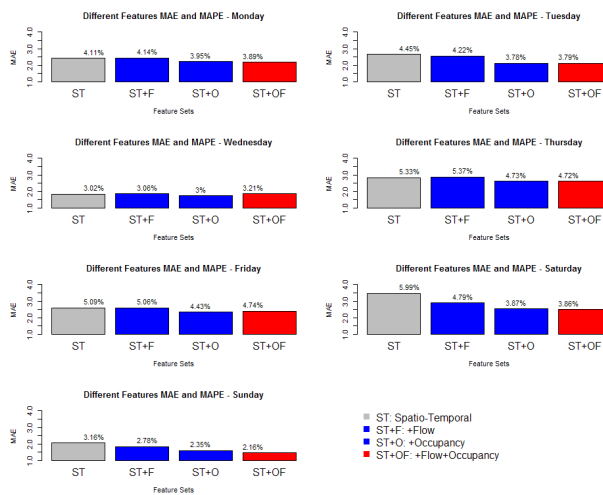 Different Features MAE and MAPE - Monday
MAE
1.0 2.0 3.0 4.0
4.11% 4.14% 3.95% 3.89%
ST ST+F ST+O ST+OF
Feature Sets
Different Features MAE and MAPE - Tuesday
MAE
1.0 2.0 3.0 4.0
4.45% 4.22% 3.78% 3.79%
ST ST+F ST+O ST+OF
Feature Sets
Different Features MAE and MAPE - Wednesday
MAE
1.0 2.0 3.0 4.0
3.02% 3.06% 3% 3.21%
ST ST+F ST+O ST+OF
Feature Sets
Different Features MAE and MAPE - Thursday
MAE
1.0 2.0 3.0 4.0
5.33% 5.37% 4.73% 4.72%
ST ST+F ST+O ST+OF
Feature Sets
Different Features MAE and MAPE - Friday
MAE
1.0 2.0 3.0 4.0
5.09% 5.06% 4.43% 4.74%
ST ST+F ST+O ST+OF
Feature Sets
Different Features MAE and MAPE - Saturday
MAE
1.0 2.0 3.0 4.0
5.99% 4.79% 3.87% 3.86%
ST ST+F ST+O ST+OF
Feature Sets
Different Features MAE and MAPE - Sunday
MAE
1.0 2.0 3.0 4.0
3.16% 2.78% 2.35% 2.16%
ST ST+F ST+O ST+OF
Feature Sets
ST: Spatio-Temporal
ST+F: +Flow
ST+O: +Occupancy
ST+OF: +Flow+Occupancy